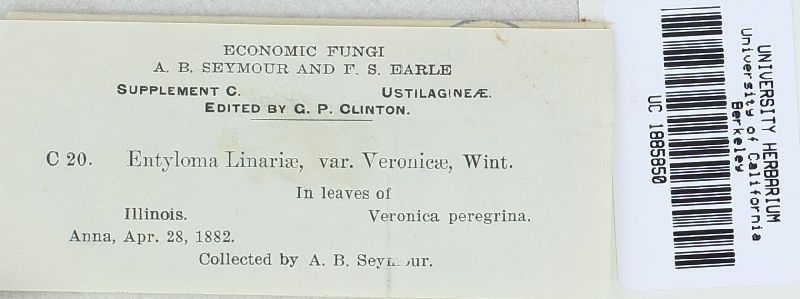 ECONOMIC FUNGI
A. B. SEYMOUR AND F. S. EARLE
SUPPLEMENT C. USTILAGINEÆ.
EDITED BY G. P. CLINTON.
C 20. Entyloma Linariæ, var. Veronicæ, Wint.
In leaves of
Illinois. Veronica peregrina.
Anna, Apr. 28, 1882.
Collected by A. B. Seymour.
UNIVERSITY HERBARIUM
University of California
Berkeley
UC 1885850